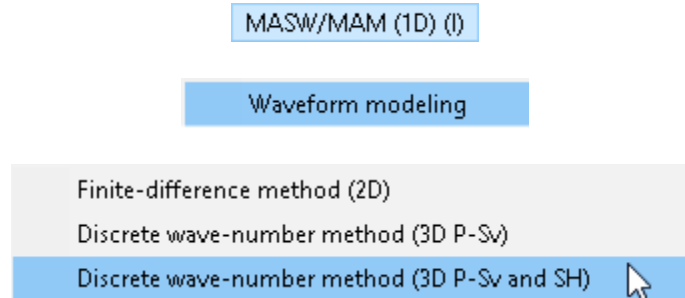 MASW/MAM (1D) (I)
Waveform modeling
Finite-difference method (2D)
Discrete wave-number method (3D P-Sv)
Discrete wave-number method (3D P-Sv and SH)